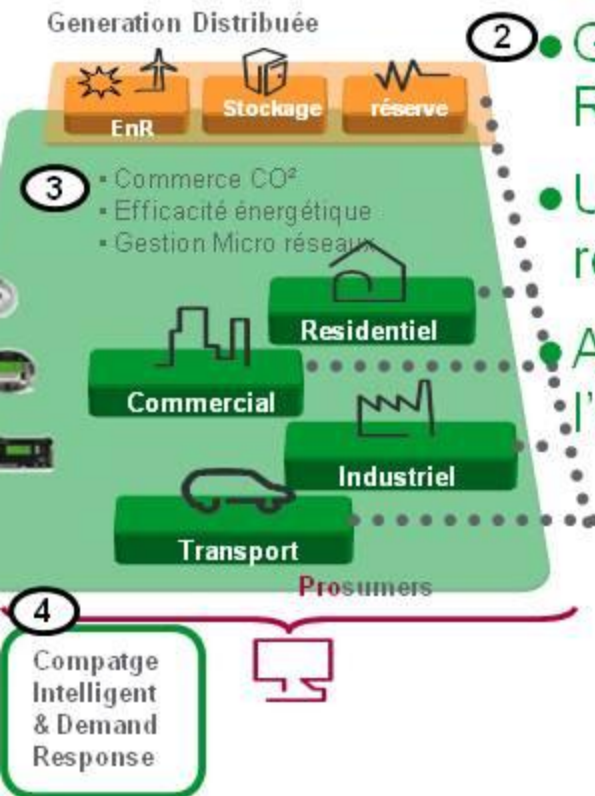 Generation Distribuée
2
EnR
Stockage
réserve
3
▪ Commerce CO²
▪ Efficacité énergétique
▪ Gestion Micro réseaux
Residentiel
Commercial
Industriel
Transport
Prosumers
4
Compatge
Intelligent
& Demand
Response